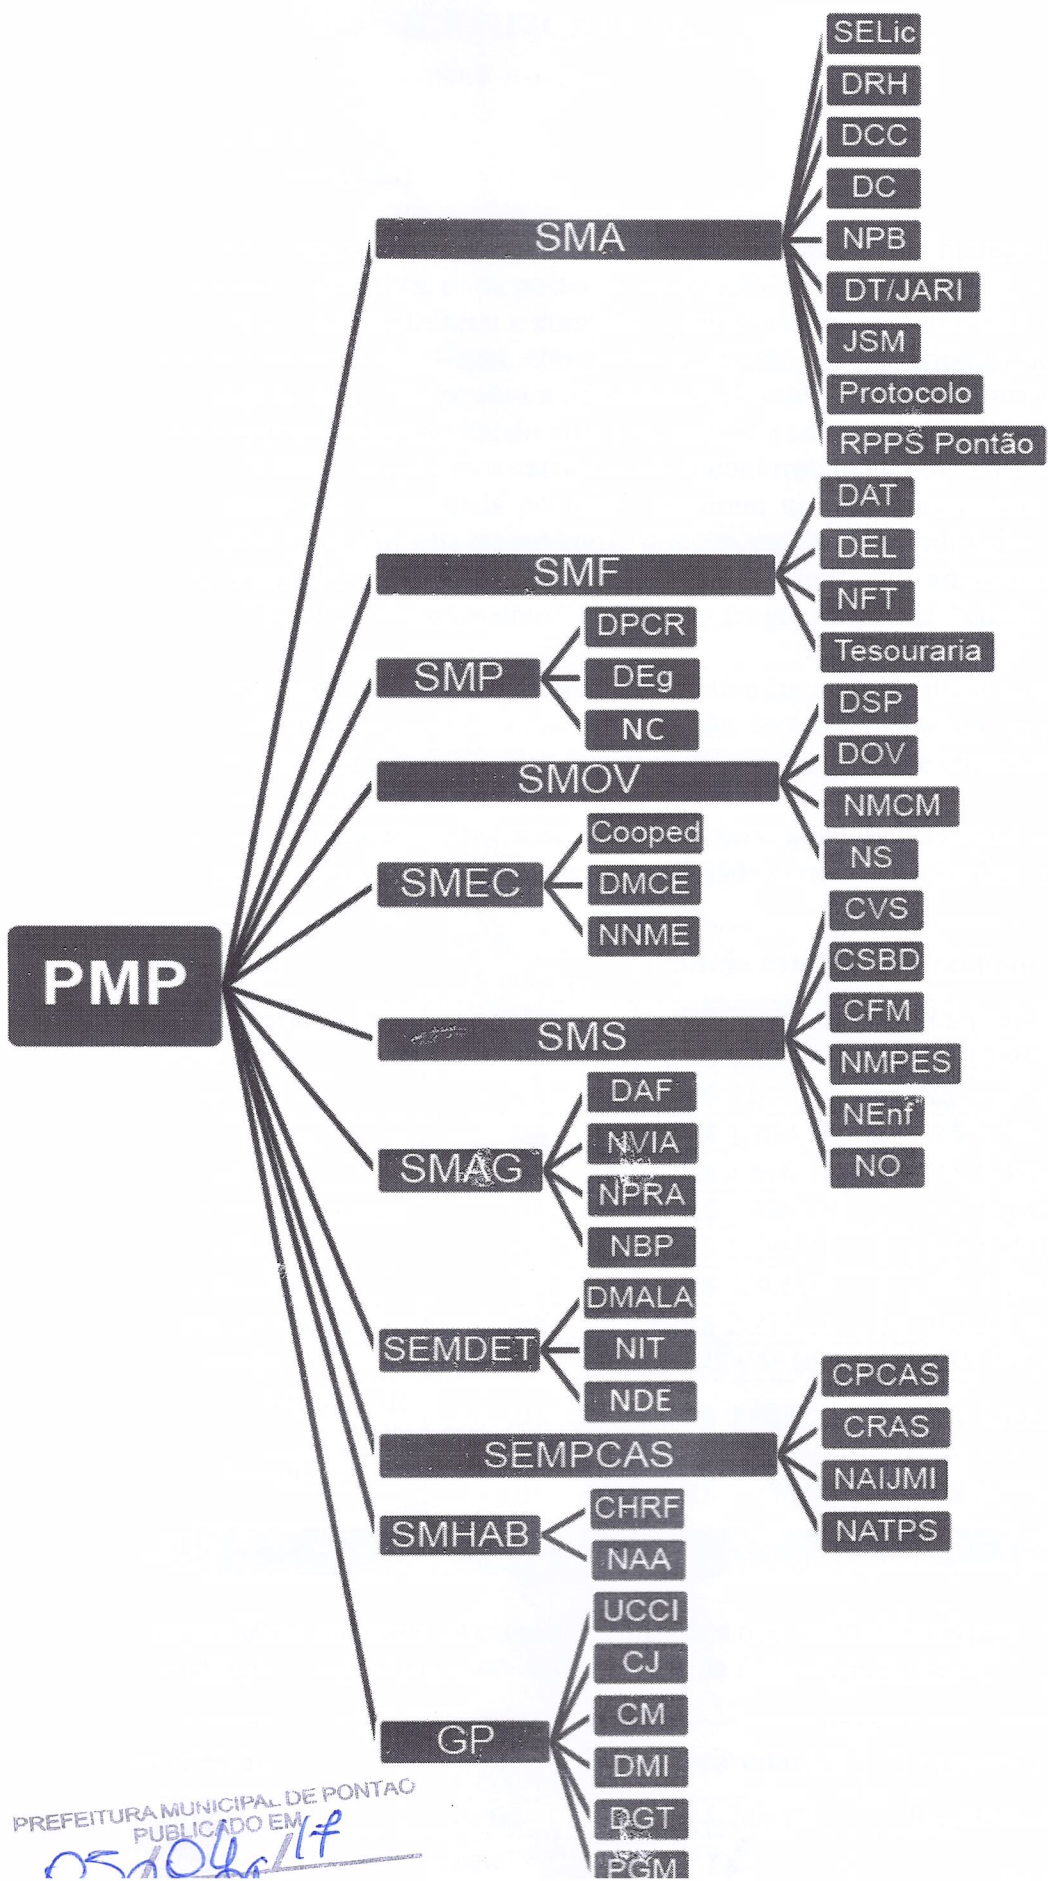 PMP
SMA
SELic
DRH
DCC
DC
NPB
DT/JARI
JSM
Protocolo
RPPS Pontão
SMF
DAT
DEL
NFT
Tesouraria
SMP
DPCR
DEg
NC
SMOV
DSP
DOV
NMCM
NS
SMEC
Cooped
DMCE
NNME
SMS
CVS
CSBD
CFM
NMPES
NEnf
NO
SMAG
DAF
NVIA
NPRA
NBP
SEMDET
DMALA
NIT
NDE
SEMPCAS
CPCAS
CRAS
NAIJMI
NATPS
SMHAB
CHRF
NAA
GP
UCCI
CJ
CM
DMI
DGT
PGM
PREFEITURA MUNICIPAL DE PONTAO
PUBLICADO EM
05/04/17